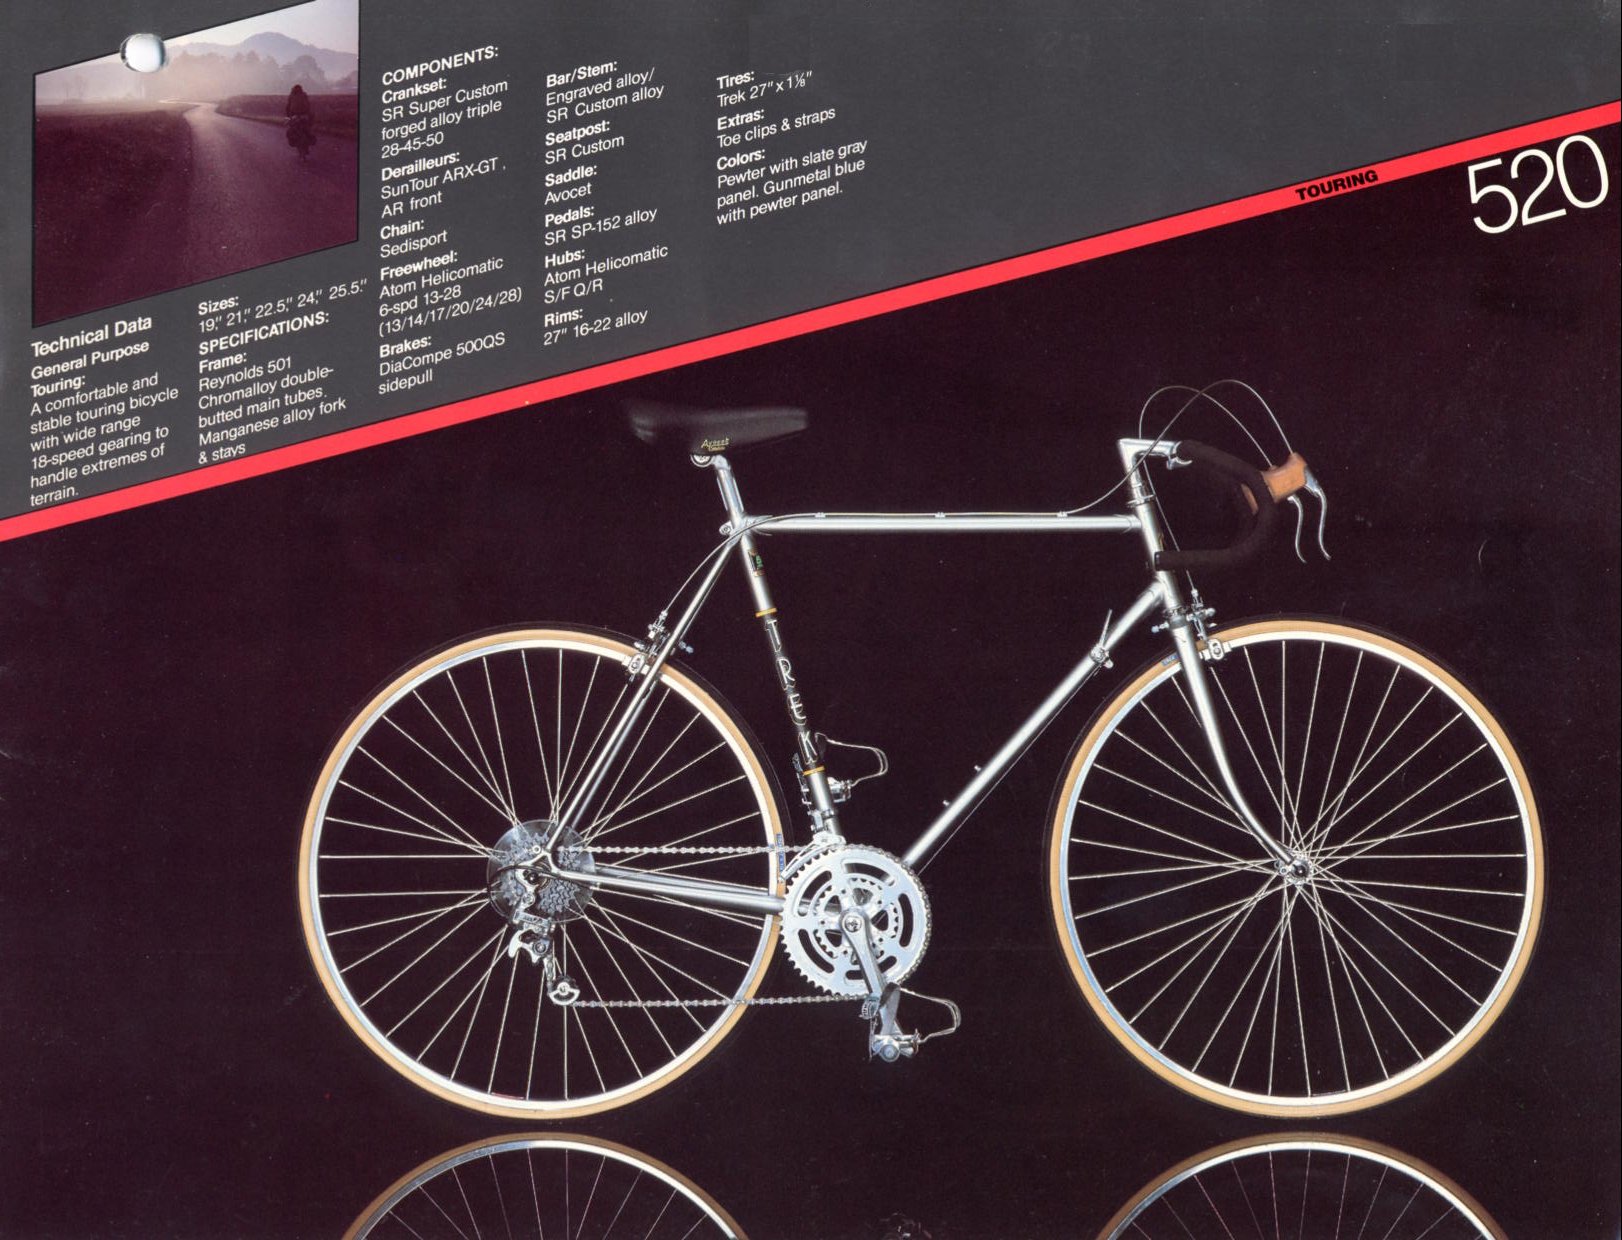 Technical Data
General Purpose
Touring:
A comfortable and
stable touring bicycle
with wide range
18-speed gearing to
handle extremes of
terrain.
Sizes:
19," 21," 22.5," 24," 25.5."
SPECIFICATIONS:
Frame:
Reynolds 501
Chromalloy double-
butted main tubes.
Manganese alloy fork
& stays
COMPONENTS:
Crankset:
SR Super Custom
forged alloy triple
28-45-50
Derailleurs:
SunTour ARX-GT .
AR front
Chain:
Sedisport
Freewheel:
Atom Helicomatic
6-spd 13-28
(13/14/17/20/24/28)
Brakes:
DiaCompe 500QS
sidepull
Bar/Stem:
Engraved alloy/
SR Custom alloy
Seatpost:
SR Custom
Saddle:
Avocet
Pedals:
SR SP-152 alloy
Hubs:
Atom Helicomatic
S/F Q/R
Rims:
27" 16-22 alloy
Tires:
Trek 27" x 1⅛"
Extras:
Toe clips & straps
Colors:
Pewter with slate gray
panel. Gunmetal blue
with pewter panel.
TOURING
520
Avocet
TREK